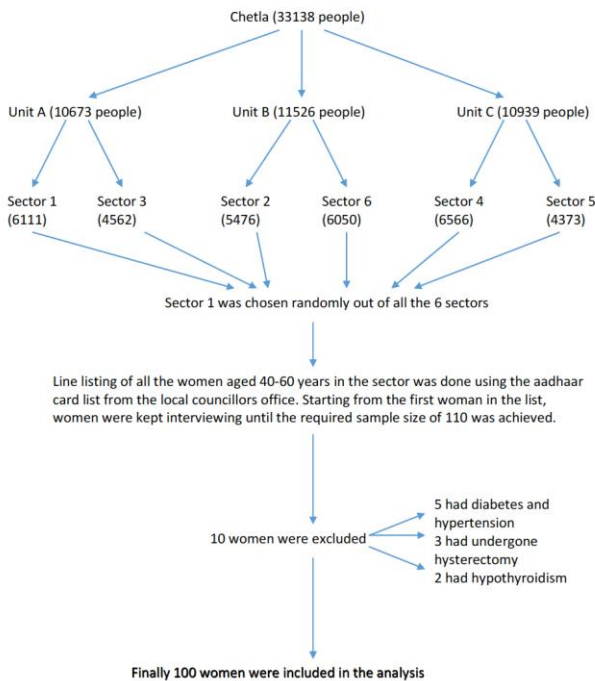 Chetla (33138 people)
Unit A (10673 people)
Unit B (11526 people)
Unit C (10939 people)
Sector 1
(6111)
Sector 3
(4562)
Sector 2
(5476)
Sector 6
(6050)
Sector 4
(6566)
Sector 5
(4373)
Sector 1 was chosen randomly out of all the 6 sectors
Line listing of all the women aged 40-60 years in the sector was done using the aadhaar
card list from the local councillors office. Starting from the first woman in the list,
women were kept interviewing until the required sample size of 110 was achieved.
10 women were excluded
5 had diabetes and
hypertension
3 had undergone
hysterectomy
2 had hypothyroidism
Finally 100 women were included in the analysis